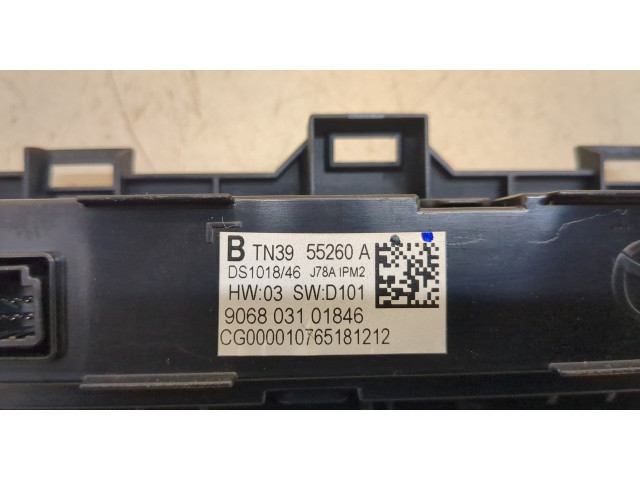 B TN39 55260 A
DS1018/46 J78A IPM2
HW:03 SW:D101
9068 031 01846
CG000010765181212